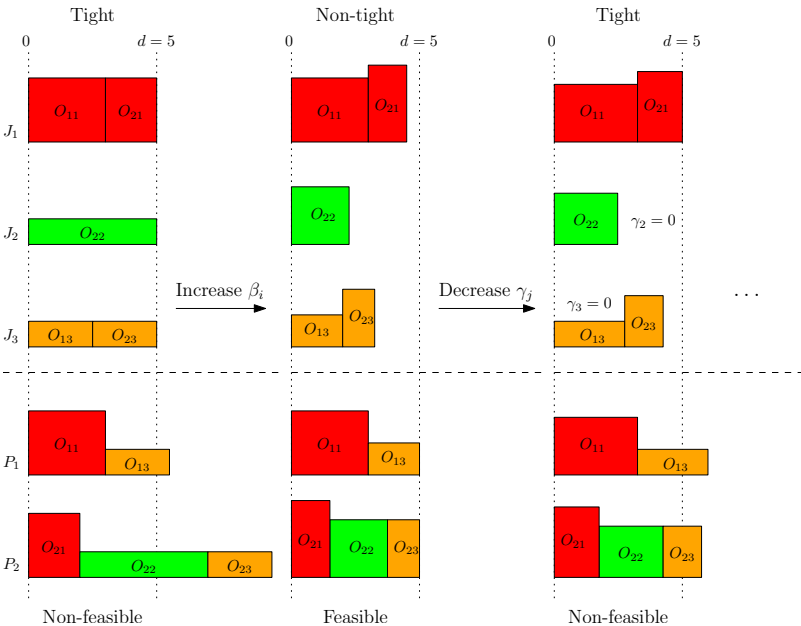 Tight Non-tight Tight
0 d = 5 0 d = 5 0 d = 5
J₁ O₁₁ O₂₁ O₁₁ O₂₁ O₁₁ O₂₁
J₂ O₂₂ O₂₂ O₂₂ γ₂ = 0
Increase βᵢ Decrease γⱼ . . .
J₃ O₁₃ O₂₃ O₁₃ O₂₃ γ₃ = 0 O₁₃ O₂₃
P₁ O₁₁ O₁₃ O₁₁ O₁₃ O₁₁ O₁₃
P₂ O₂₁ O₂₂ O₂₃ O₂₁ O₂₂ O₂₃ O₂₁ O₂₂ O₂₃
Non-feasible Feasible Non-feasible